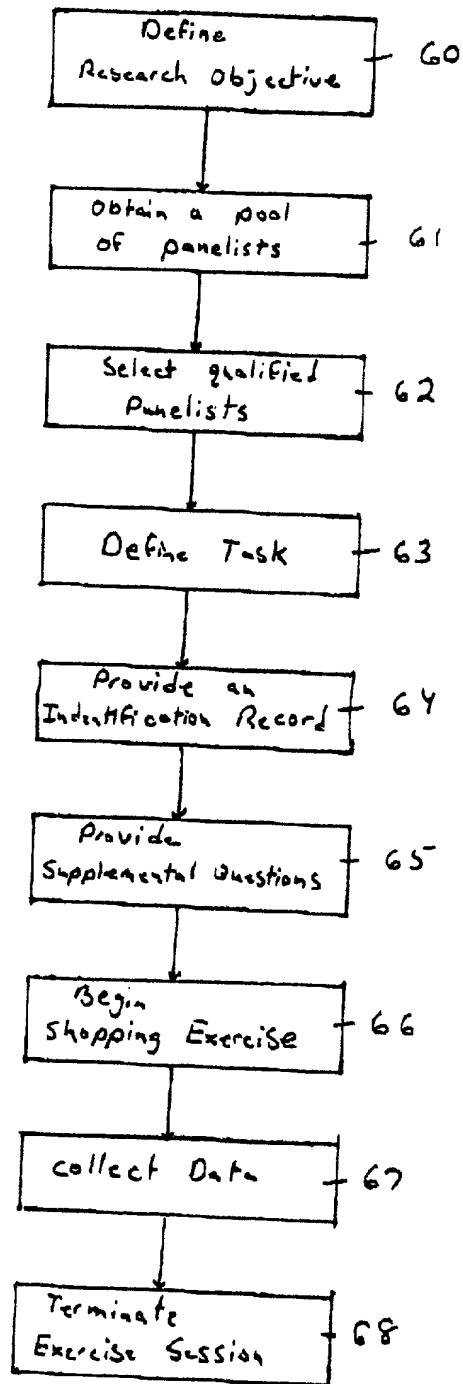 Define
Research Objective
60
Obtain a pool
of panelists
61
Select qualified
Panelists
62
Define Task
63
Provide an
Indentification Record
64
Provide
Supplemental Questions
65
Begin
Shopping Exercise
66
collect Data
67
Terminate
Exercise Session
68